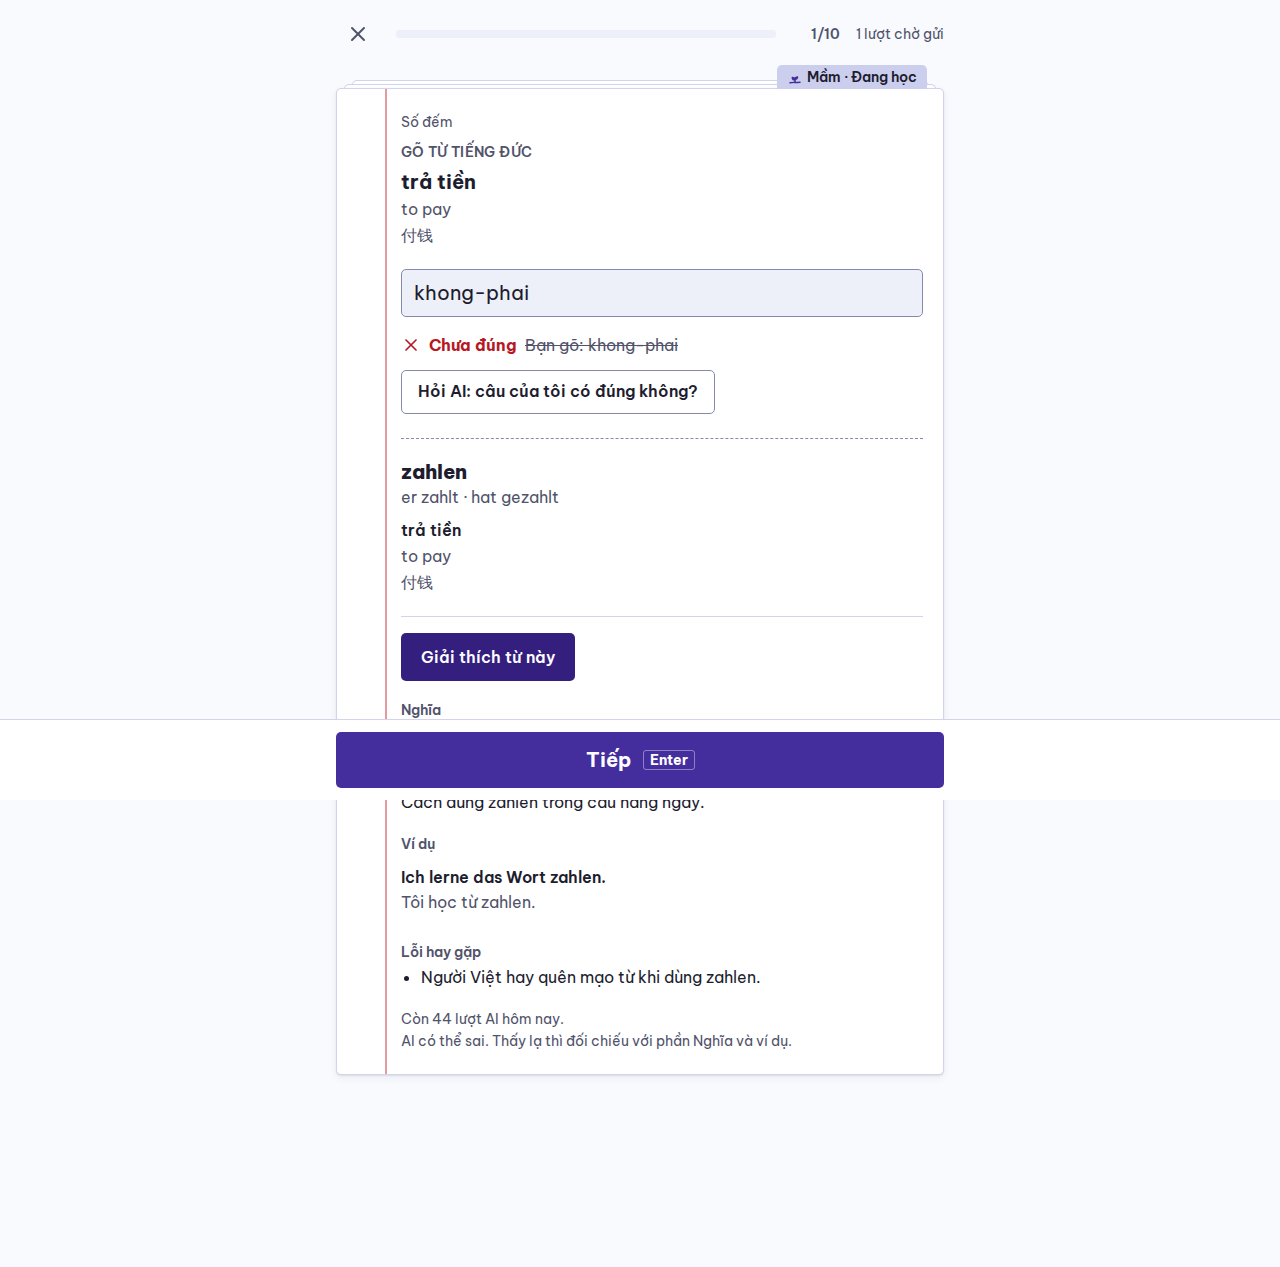 1/10 1 lượt chờ gửi
Mầm · Đang học
Số đếm
GÕ TỪ TIẾNG ĐỨC
trả tiền
to pay
付钱
khong-phai
Chưa đúng Bạn gõ: khong-phai
Hỏi AI: câu của tôi có đúng không?
zahlen
er zahlt · hat gezahlt
trả tiền
to pay
付钱
Giải thích từ này
Nghĩa
Tiếp Enter
Cách dùng zahlen trong câu hằng ngày.
Ví dụ
Ich lerne das Wort zahlen.
Tôi học từ zahlen.
Lỗi hay gặp
• Người Việt hay quên mạo từ khi dùng zahlen.
Còn 44 lượt AI hôm nay.
AI có thể sai. Thấy lạ thì đối chiếu với phần Nghĩa và ví dụ.